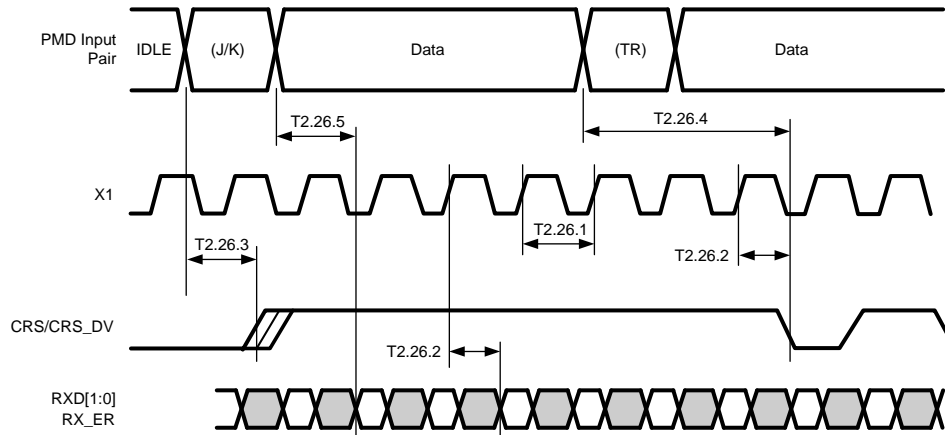 PMD Input
Pair
IDLE
(J/K)
Data
(TR)
Data
T2.26.5
T2.26.4
X1
T2.26.3
T2.26.1
T2.26.2
CRS/CRS_DV
T2.26.2
RXD[1:0]
RX_ER